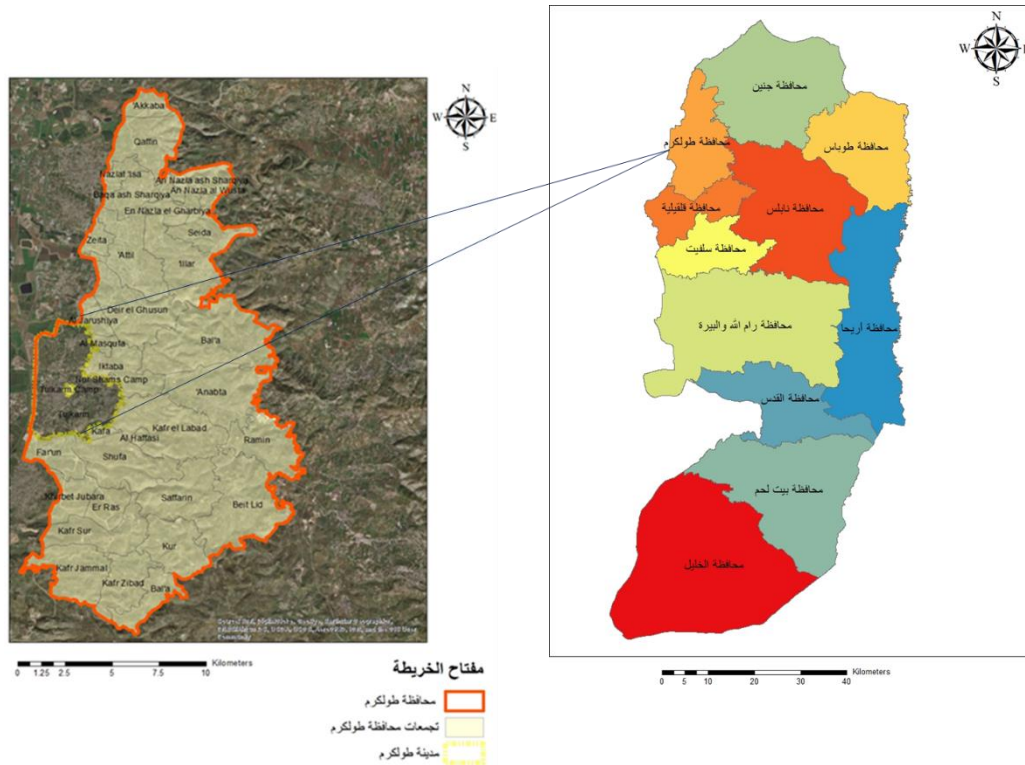 N
W E
S
'Akkaba
Qaffin
Nazlat 'Isa
An Nazla ash Sharqiya
Baqa ash Sharqiya
An Nazla al Wusta
En Nazla el Gharbiya
Zeita
Seida
'Attil
'Illar
Deir el Ghusun
Al Jarushiya
Al Masqufa
Bal'a
Iktaba
Nur Shams Camp
Tulkarm Camp
'Anabta
Tulkarm
Kafa
Kafr el Labad
Al Haffasi
Ramin
Far'un
Shufa
Khirbet Jubara
Saffarin
Beit Lid
Er Ras
Kafr Sur
Kur
Kafr Jammal
Kafr Zibad
Bal'a
0 1.25 2.5 5 7.5 10 Kilometers
مفتاح الخريطة
محافظة طولكرم
تجمعات محافظة طولكرم
مدينة طولكرم
N
W E
S
محافظة جنين
محافظة طولكرم
محافظة طوباس
محافظة قلقيلية
محافظة نابلس
محافظة سلفيت
محافظة رام الله والبيرة
محافظة أريحا
محافظة القدس
محافظة بيت لحم
محافظة الخليل
0 5 10 20 30 40 Kilometers